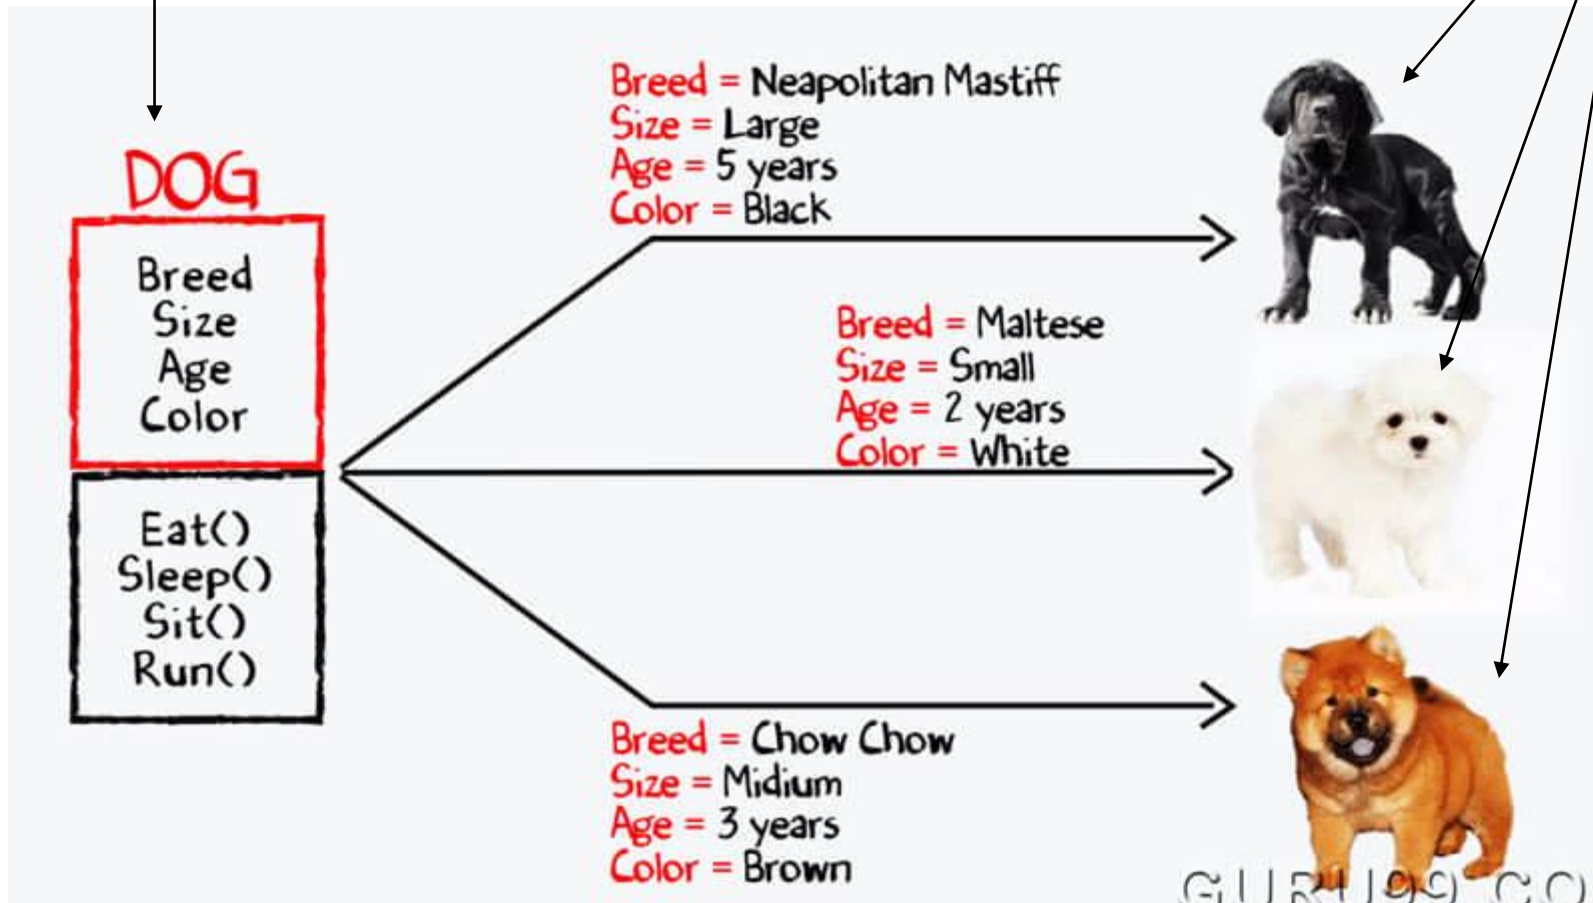 DOG
Breed
Size
Age
Color
Eat()
Sleep()
Sit()
Run()
Breed = Neapolitan Mastiff
Size = Large
Age = 5 years
Color = Black
Breed = Maltese
Size = Small
Age = 2 years
Color = White
Breed = Chow Chow
Size = Midium
Age = 3 years
Color = Brown
GURU99.CO